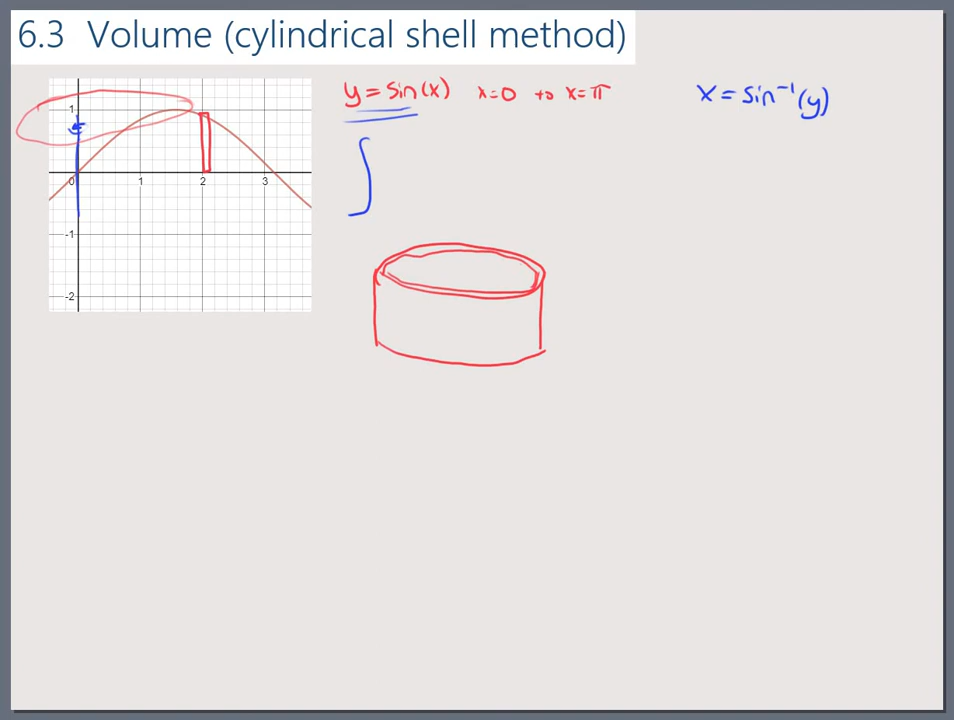 6.3 Volume (cylindrical shell method)
y = sin(x) x=0 to x=π x = sin⁻¹(y)
∫
1
0 1 2 3
-1
-2